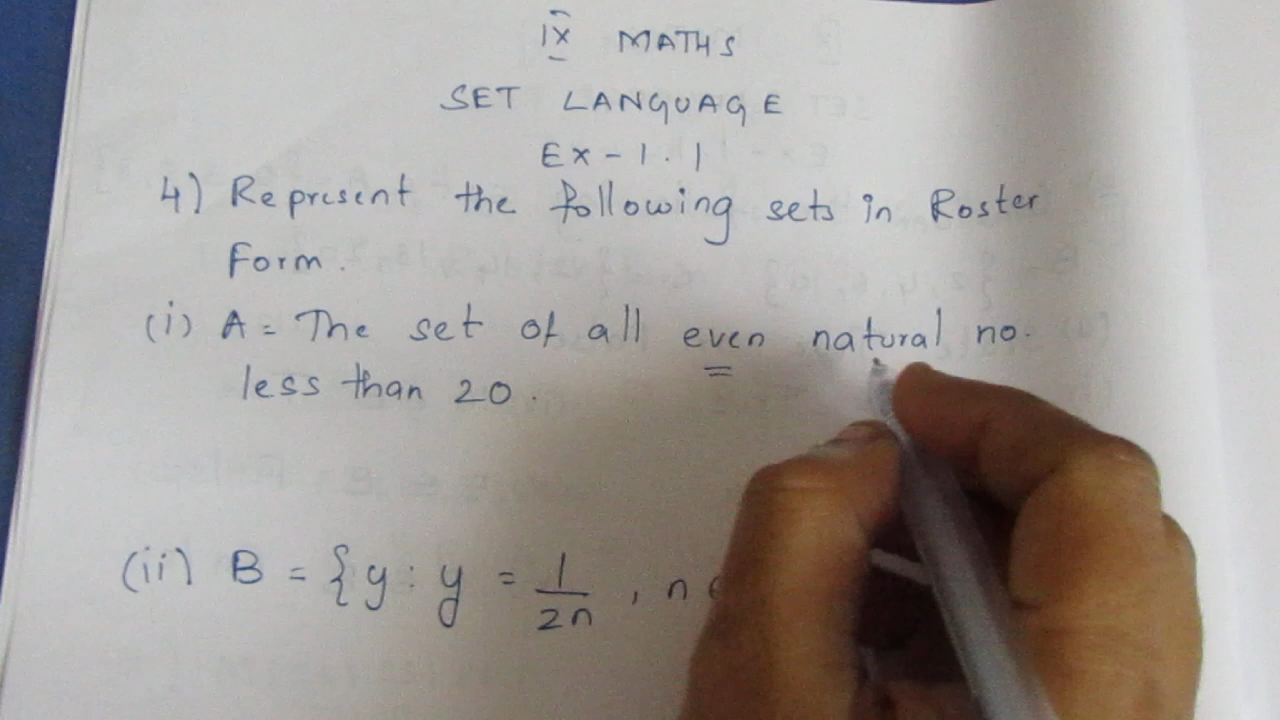 IX MATHS
SET LANGUAGE
Ex - 1.1
4) Represent the following sets in Roster
Form.
(i) A = The set of all even natural no.
less than 20.
(ii) B = {y : y = 1/2n , n ∈